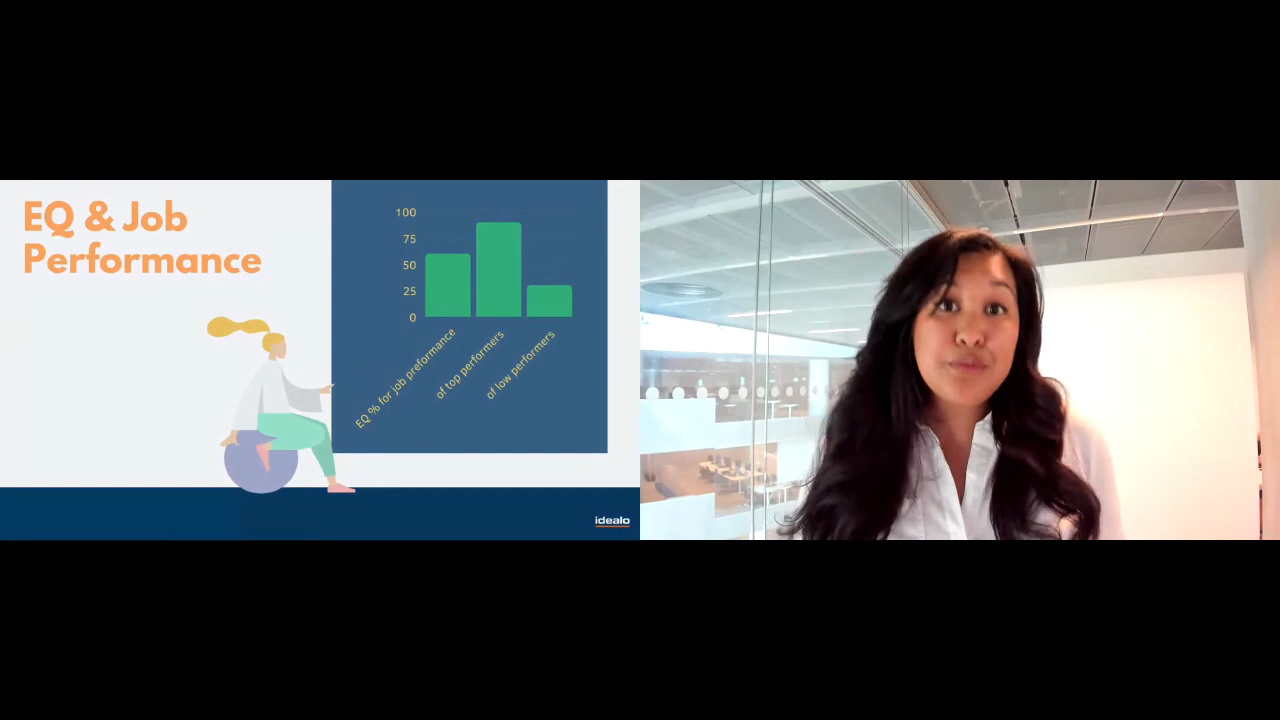 EQ & Job
Performance
100
75
50
25
0
EQ % for job preformance
of top performers
of low performers
idealo